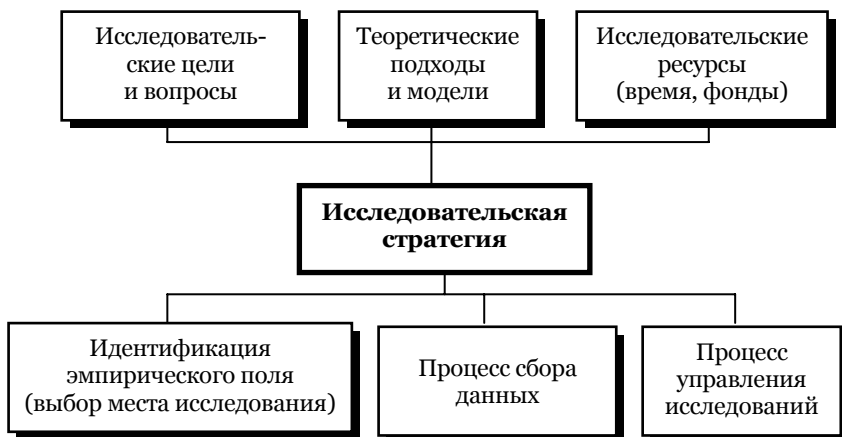 Исследователь-
ские цели
и вопросы
Теоретические
подходы
и модели
Исследовательские
ресурсы
(время, фонды)
Исследовательская
стратегия
Идентификация
эмпирического поля
(выбор места исследования)
Процесс сбора
данных
Процесс
управления
исследований